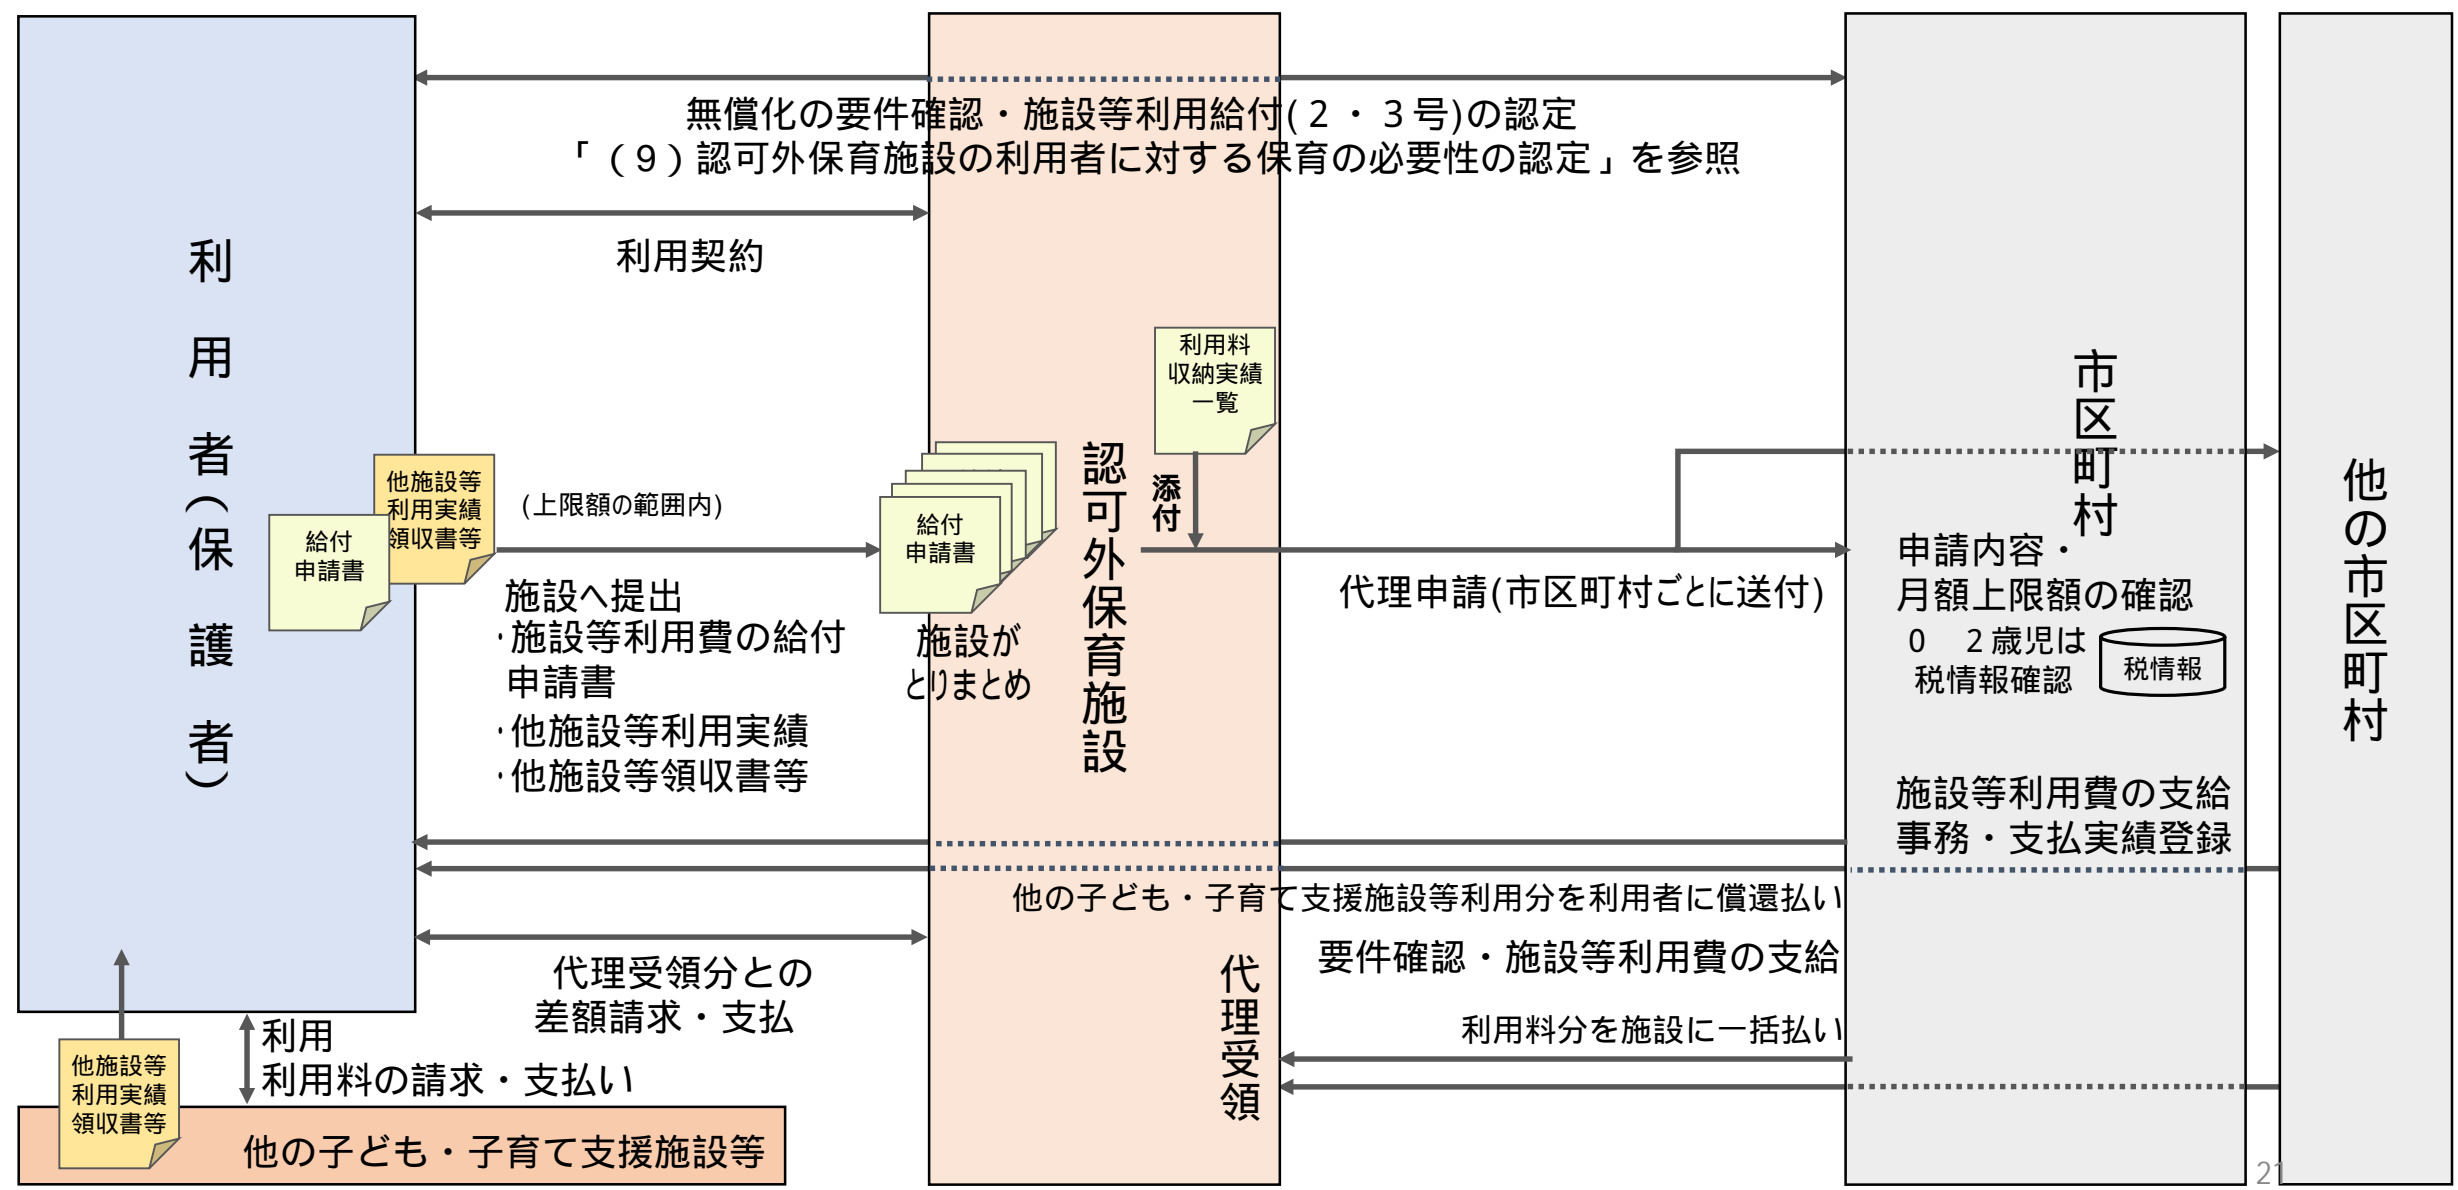 無償化の要件確認・施設等利用給付(２・３号)の認定
「（9）認可外保育施設の利用者に対する保育の必要性の認定」を参照
利用契約
利用者(保護者)
利用料
収納実績
一覧
添付
認可外保育施設
市区町村
他の市区町村
他施設等
利用実績
領収書等
給付
申請書
(上限額の範囲内)
施設へ提出
・施設等利用費の給付
申請書
・他施設等利用実績
・他施設等領収書等
給付
申請書
施設が
とりまとめ
代理申請(市区町村ごとに送付)
申請内容・
月額上限額の確認
0　2歳児は
税情報確認
税情報
施設等利用費の支給
事務・支払実績登録
他の子ども・子育て支援施設等利用分を利用者に償還払い
要件確認・施設等利用費の支給
代理受領分との
差額請求・支払
代理受領
利用料分を施設に一括払い
利用
利用料の請求・支払い
他施設等
利用実績
領収書等
他の子ども・子育て支援施設等
21